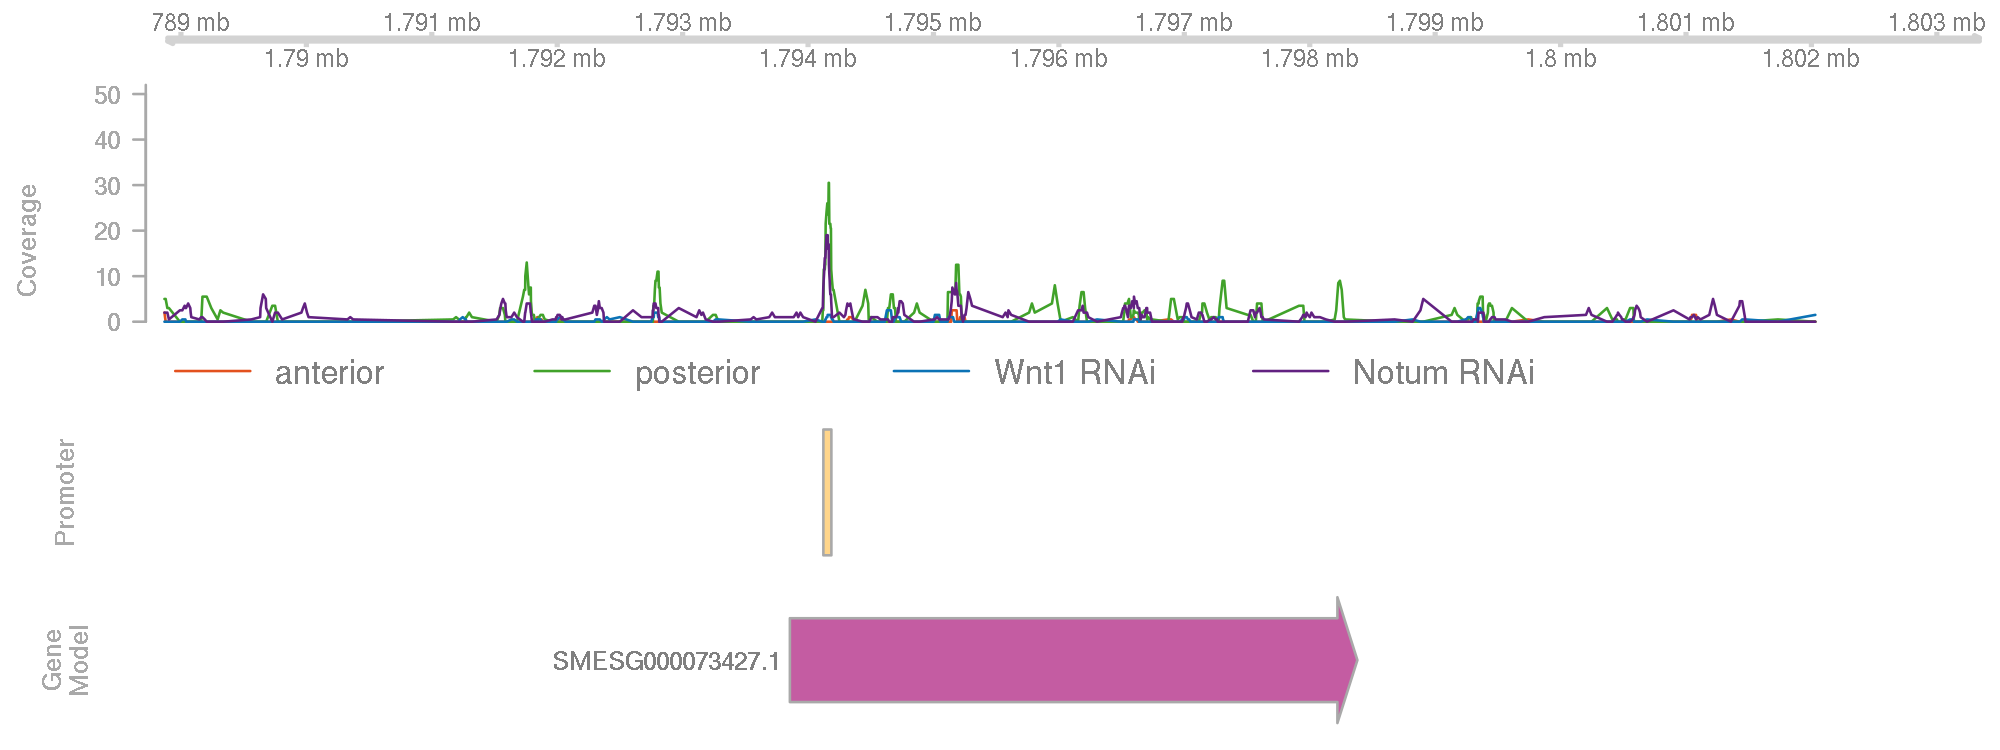 789 mb 1.791 mb 1.793 mb 1.795 mb 1.797 mb 1.799 mb 1.801 mb 1.803 mb
1.79 mb 1.792 mb 1.794 mb 1.796 mb 1.798 mb 1.8 mb 1.802 mb
50
40
30
20
10
0
Coverage
anterior posterior Wnt1 RNAi Notum RNAi
Promoter
SMESG000073427.1
Gene
Model